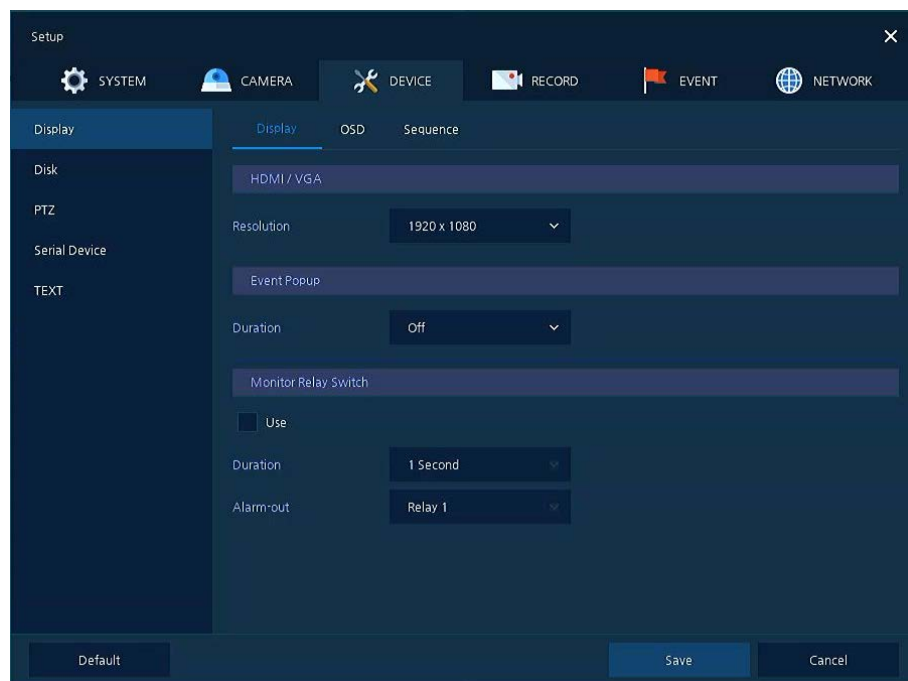 Setup
SYSTEM CAMERA DEVICE RECORD EVENT NETWORK
Display
Disk
PTZ
Serial Device
TEXT
Display OSD Sequence
HDMI / VGA
Resolution 1920 x 1080
Event Popup
Duration Off
Monitor Relay Switch
Use
Duration 1 Second
Alarm-out Relay 1
Default Save Cancel